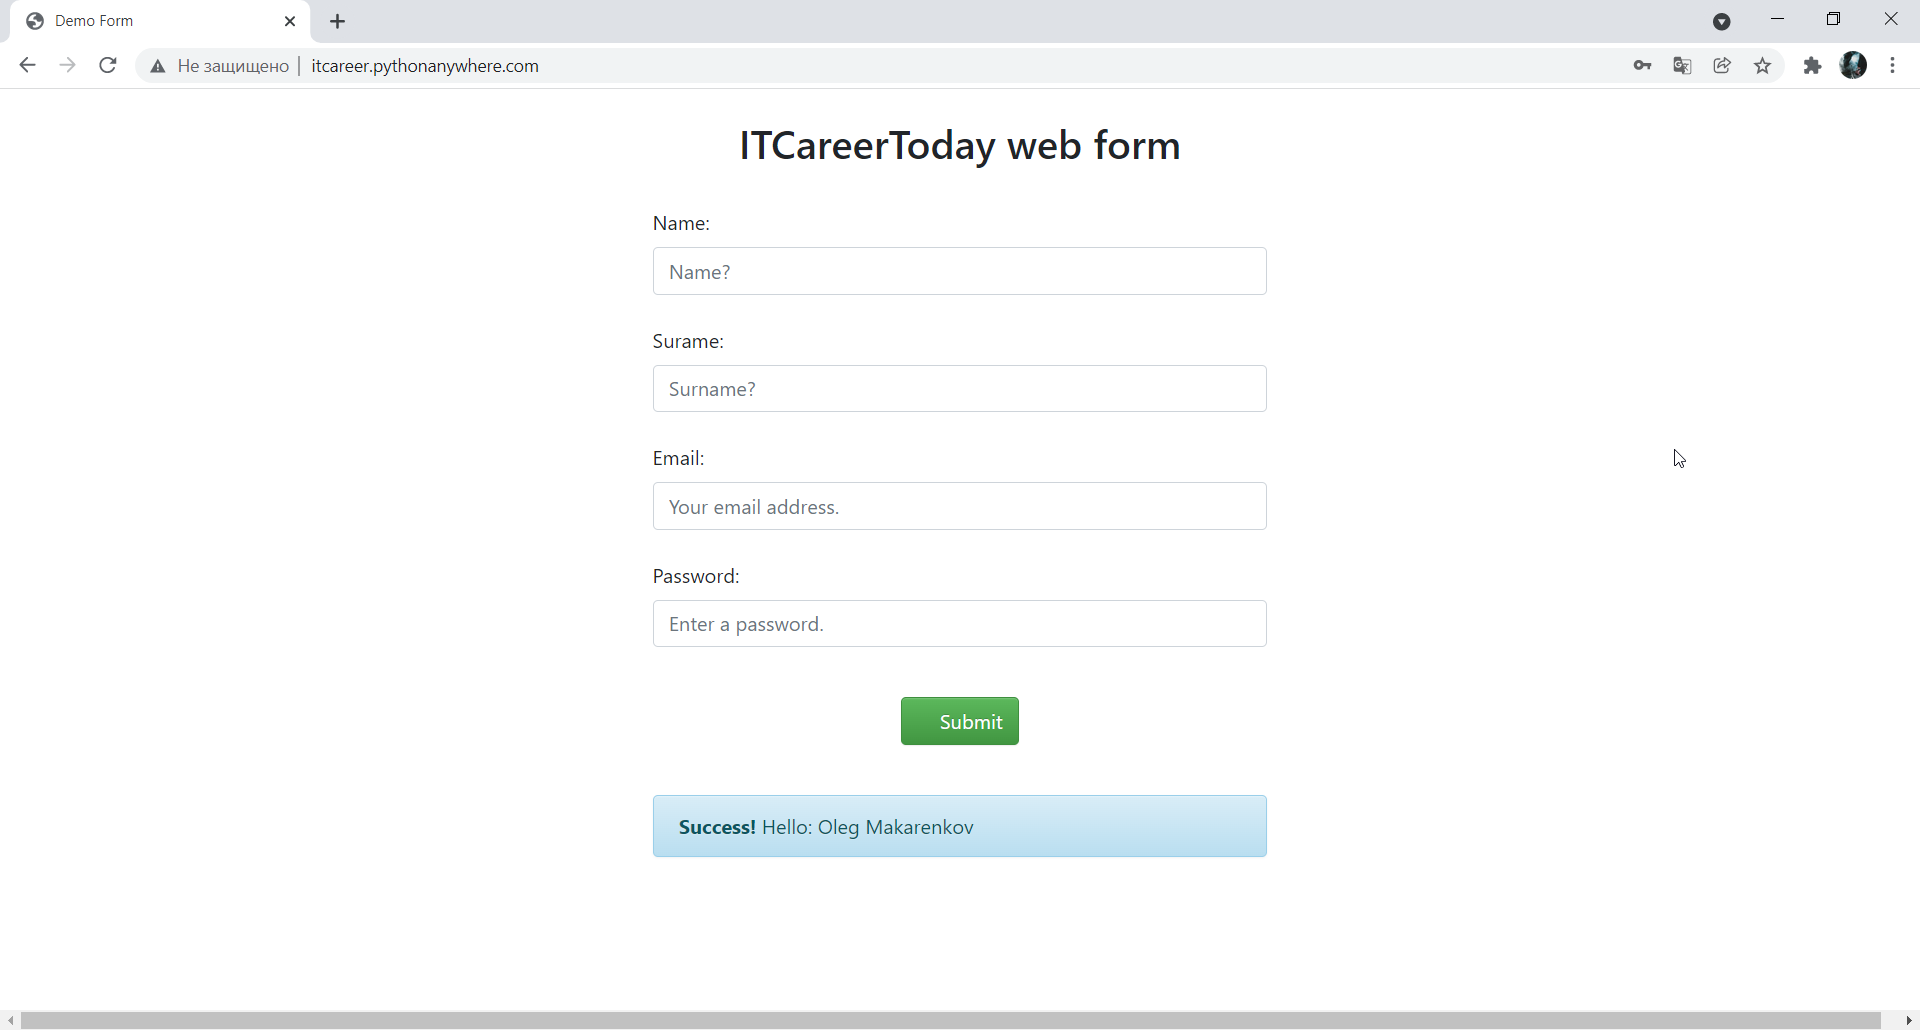 Demo Form
Не защищено | itcareer.pythonanywhere.com
ITCareerToday web form
Name:
Name?
Surame:
Surname?
Email:
Your email address.
Password:
Enter a password.
Submit
Success! Hello: Oleg Makarenkov